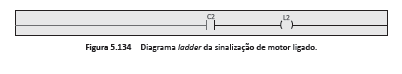 C2 L2
Figura 5.134 Diagrama ladder da sinalização de motor ligado.